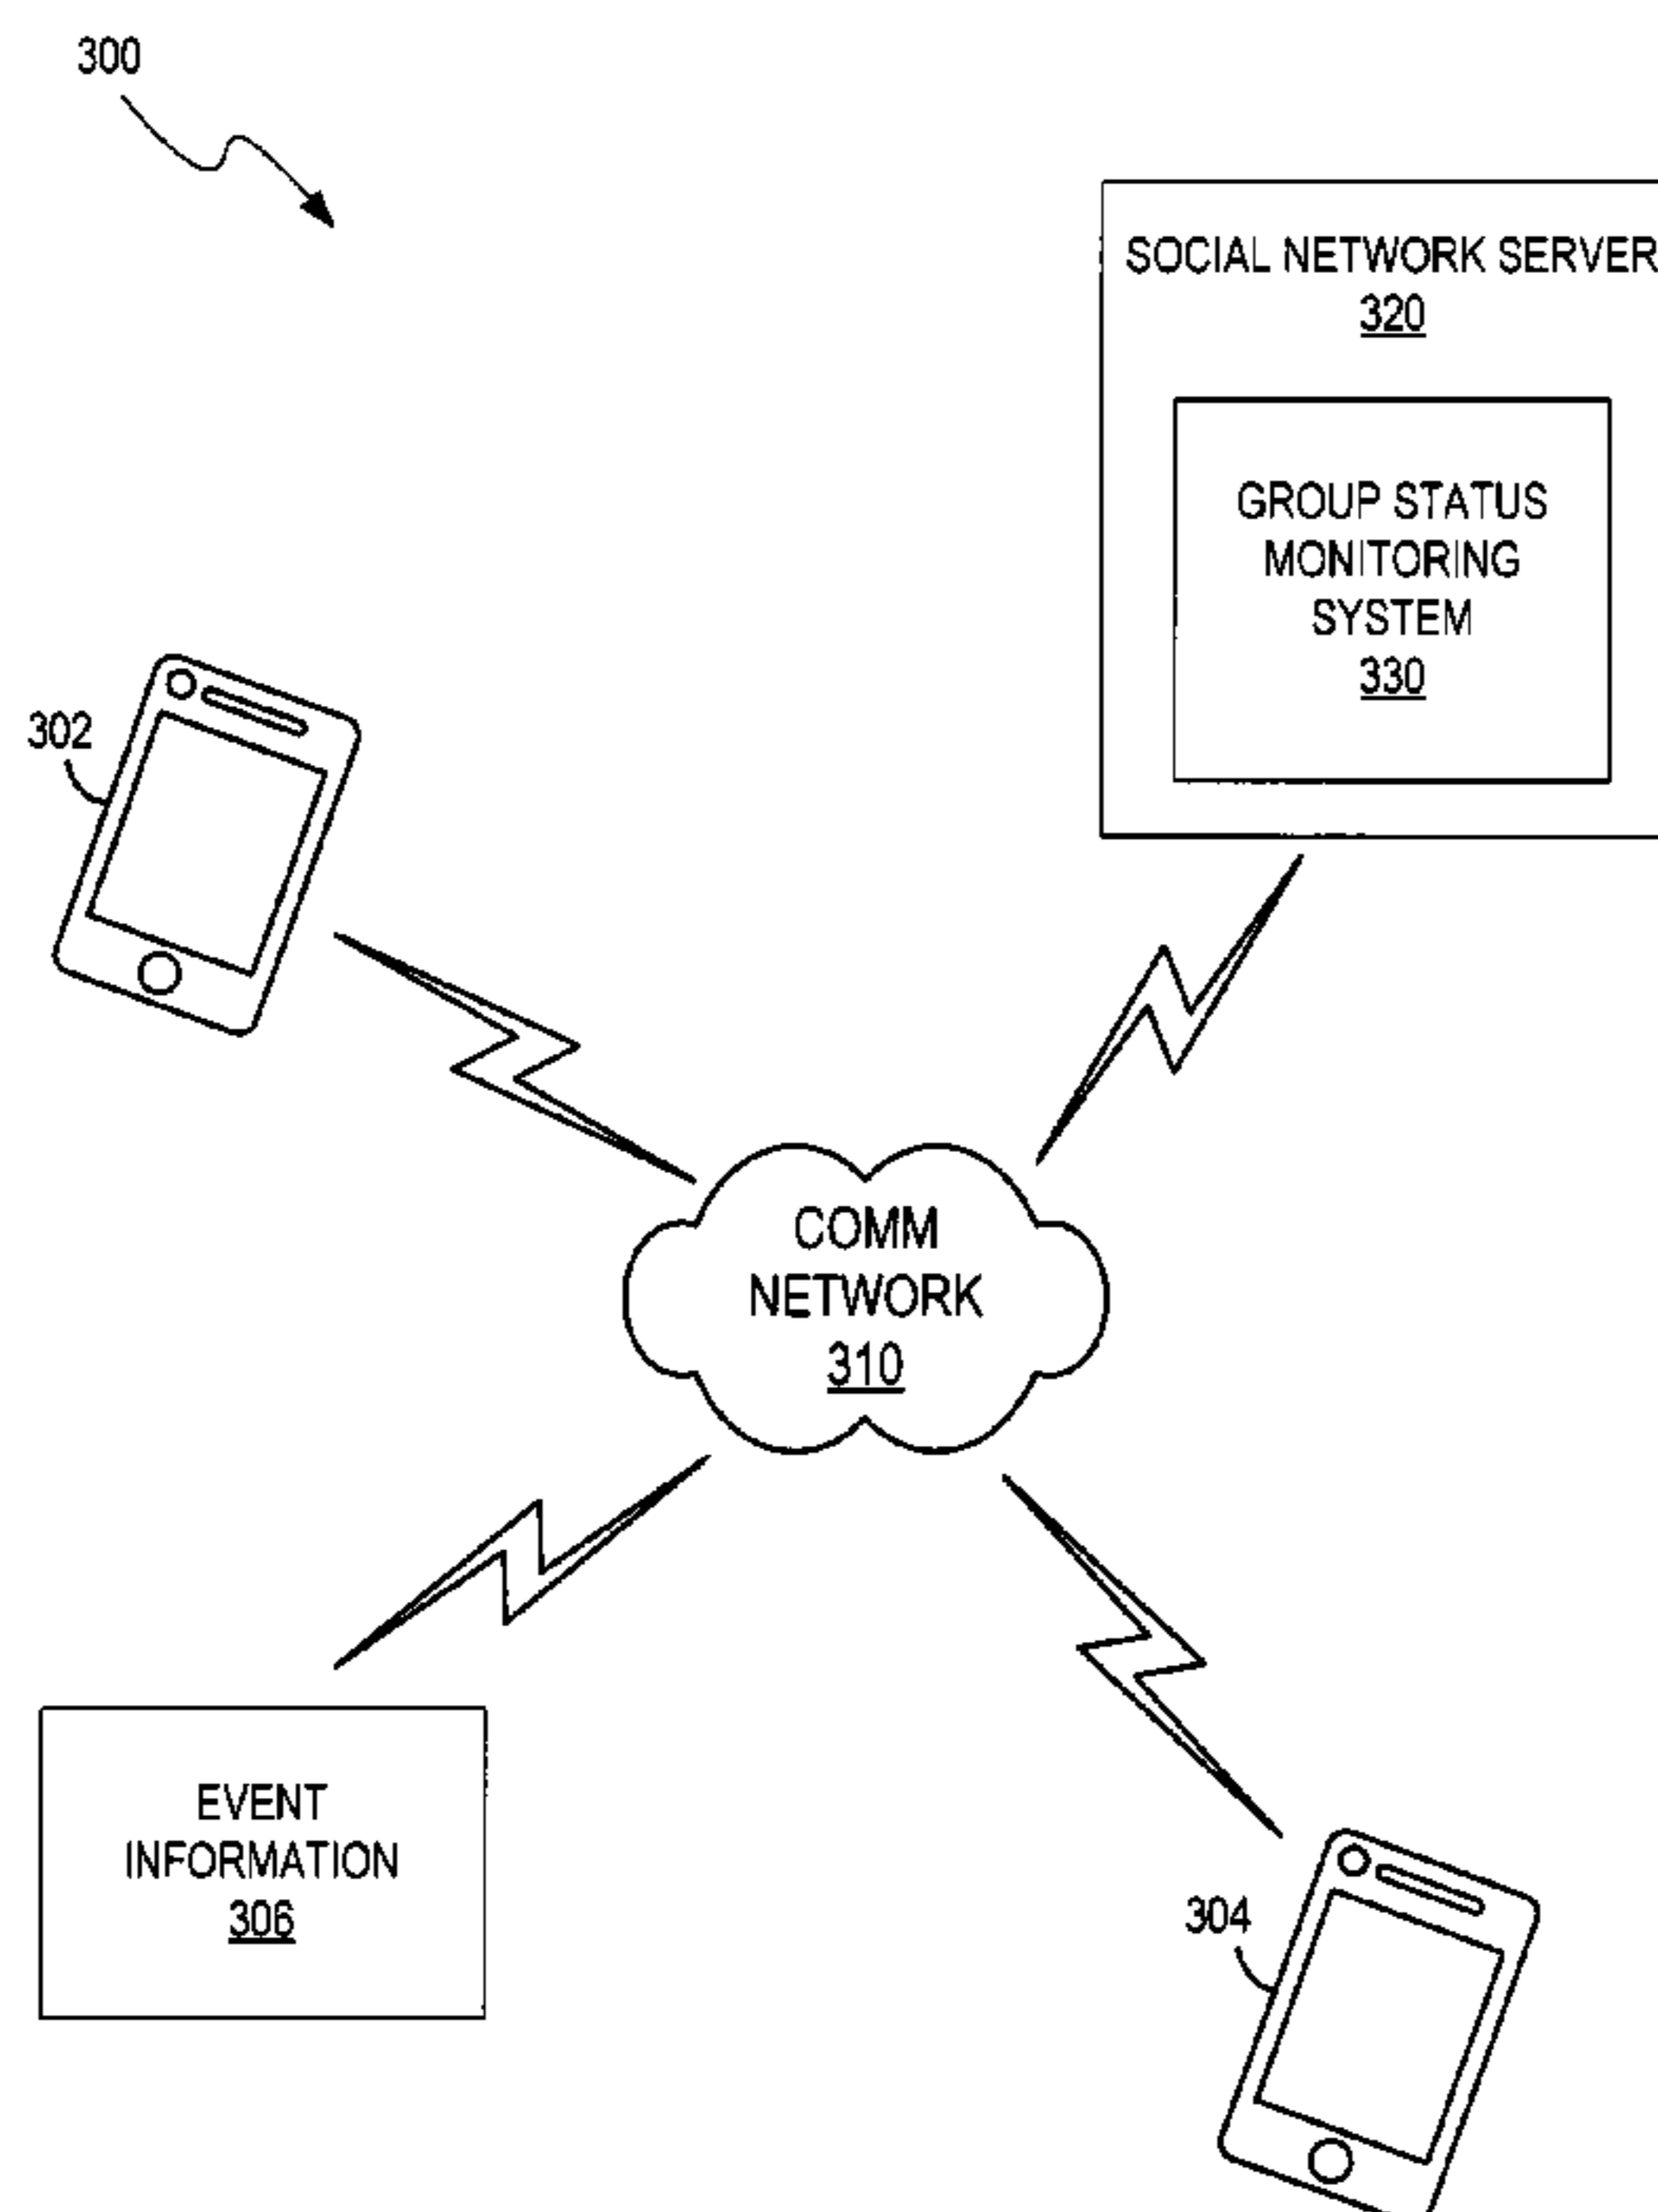 300
SOCIAL NETWORK SERVER
320
GROUP STATUS
MONITORING
SYSTEM
330
302
COMM
NETWORK
310
EVENT
INFORMATION
306
304